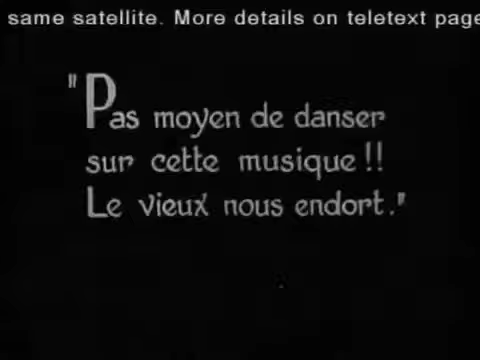 same satellite. More details on teletext page
"Pas moyen de danser
sur cette musique!!
Le vieux nous endort."